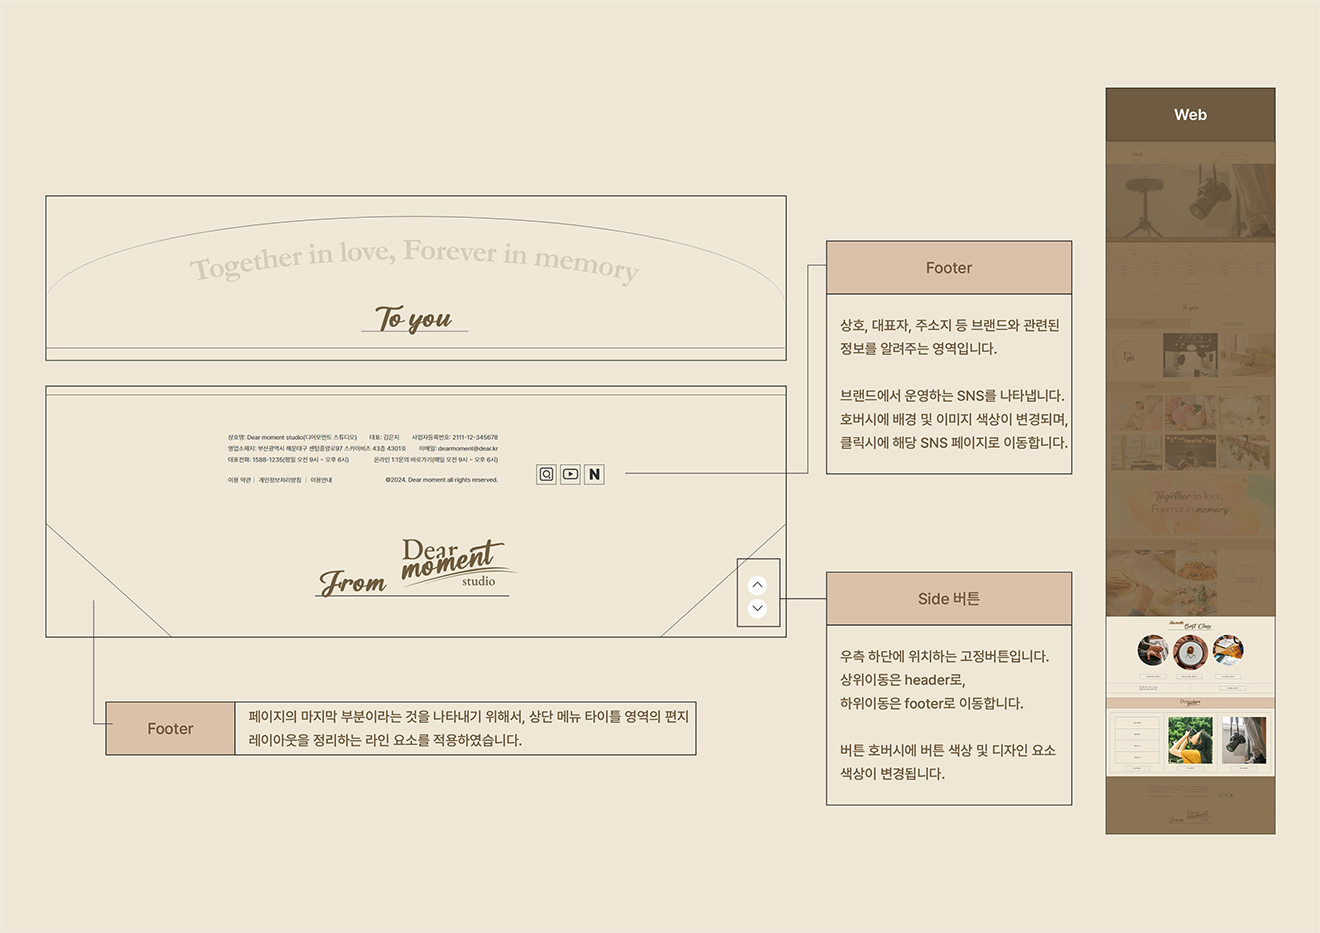 Web
Together in love, Forever in memory
To you
Footer
상호, 대표자, 주소지 등 브랜드와 관련된
정보를 알려주는 영역입니다.
브랜드에서 운영하는 SNS를 나타냅니다.
호버시에 배경 및 이미지 색상이 변경되며,
클릭시에 해당 SNS 페이지로 이동합니다.
상호명: Dear moment studio(디어모먼트 스튜디오) 대표: 김은지 사업자등록번호: 2111-12-345678
영업소재지: 부산광역시 해운대구 센텀중앙로97 스카이비즈 43층 4301호 이메일: dearmoment@dear.kr
대표전화: 1588-1235(평일 오전 9시 ~ 오후 6시) 온라인 1:1문의 바로가기(매일 오전 9시 ~ 오후 6시)
이용 약관 | 개인정보처리방침 | 이용안내 ©2024. Dear moment all rights reserved.
N
From Dear moment studio
Side 버튼
우측 하단에 위치하는 고정버튼입니다.
상위이동은 header로,
하위이동은 footer로 이동합니다.
버튼 호버시에 버튼 색상 및 디자인 요소
색상이 변경됩니다.
Footer
페이지의 마지막 부분이라는 것을 나타내기 위해서, 상단 메뉴 타이틀 영역의 편지
레이아웃을 정리하는 라인 요소를 적용하였습니다.
To you
Together in love,
Forever in memory
Best Class
Dear
From Dear moment